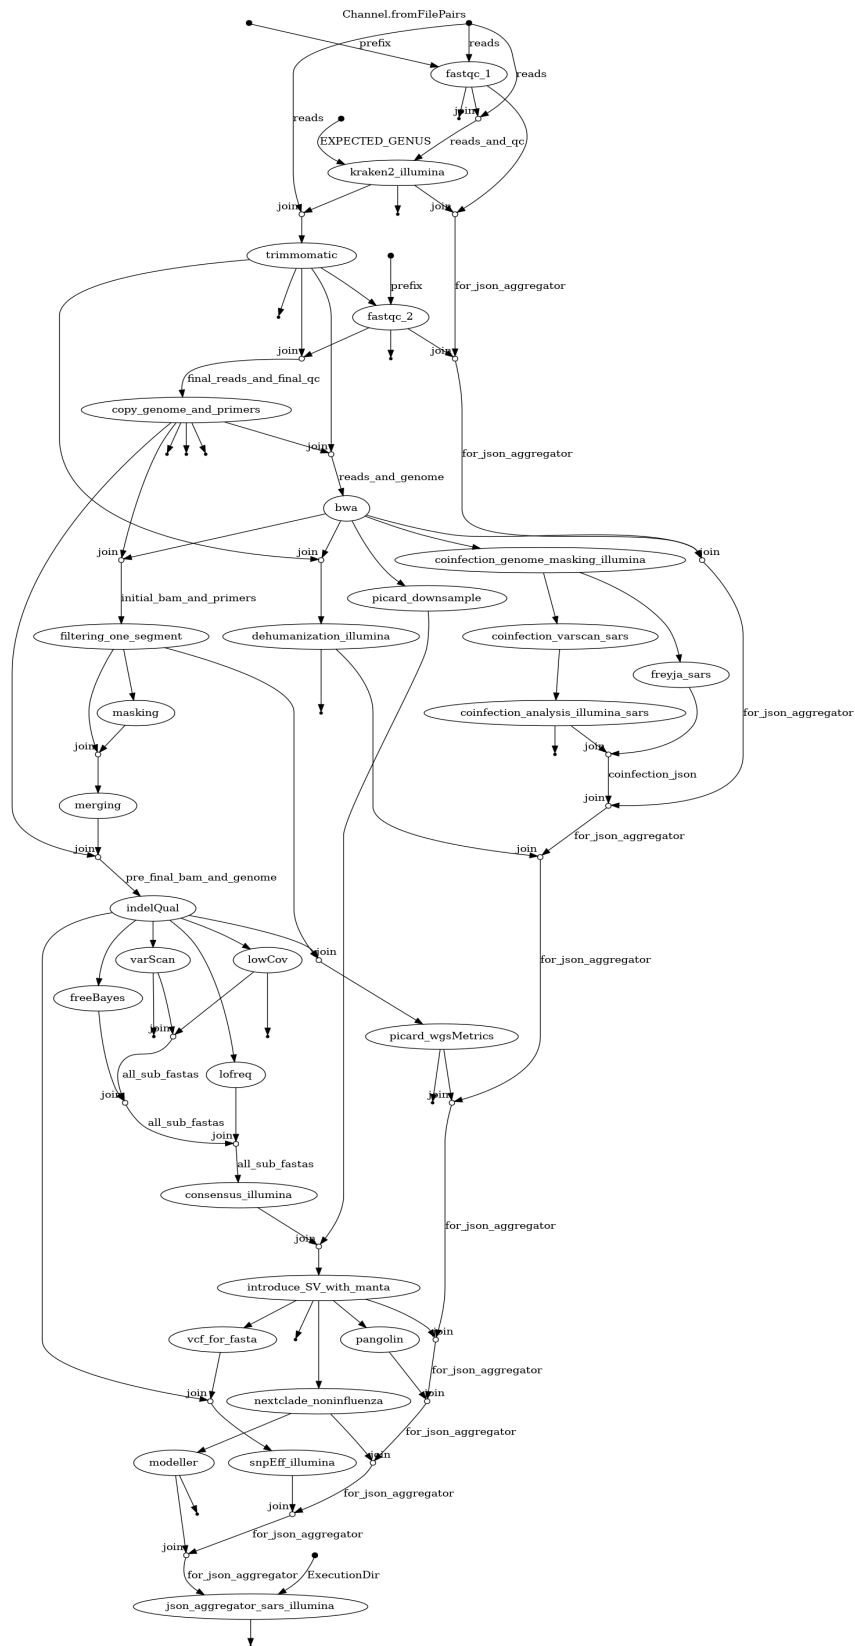 Channel.fromFilePairs
prefix
reads
fastqc_1
reads
join
reads
EXPECTED_GENUS
reads_and_qc
kraken2_illumina
join
join
trimmomatic
prefix
for_json_aggregator
fastqc_2
join
join
final_reads_and_final_qc
copy_genome_and_primers
join
for_json_aggregator
reads_and_genome
bwa
join
join
join
coinfection_genome_masking_illumina
initial_bam_and_primers
picard_downsample
filtering_one_segment
dehumanization_illumina
coinfection_varscan_sars
freyja_sars
masking
coinfection_analysis_illumina_sars
for_json_aggregator
join
join
coinfection_json
merging
join
for_json_aggregator
join
join
pre_final_bam_and_genome
indelQual
join
varScan
lowCov
for_json_aggregator
freeBayes
join
picard_wgsMetrics
all_sub_fastas
lofreq
join
join
all_sub_fastas
join
all_sub_fastas
consensus_illumina
for_json_aggregator
join
introduce_SV_with_manta
join
vcf_for_fasta
pangolin
for_json_aggregator
join
join
nextclade_noninfluenza
for_json_aggregator
join
modeller
snpEff_illumina
for_json_aggregator
join
for_json_aggregator
join
for_json_aggregator
ExecutionDir
json_aggregator_sars_illumina